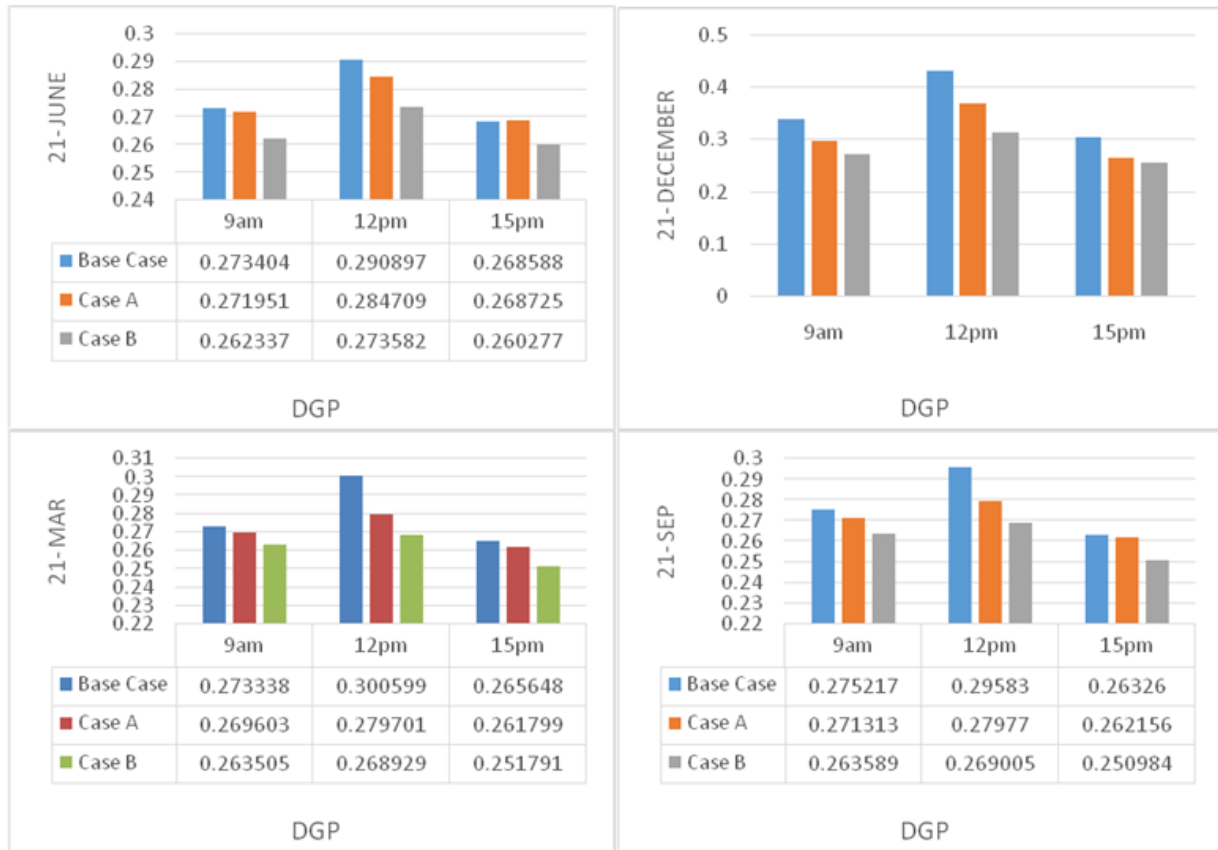 0.3
0.29
0.28
0.27
0.26
0.25
0.24
21- JUNE
9am 12pm 15pm
Base Case 0.273404 0.290897 0.268588
Case A 0.271951 0.284709 0.268725
Case B 0.262337 0.273582 0.260277
DGP
0.5
0.4
0.3
0.2
0.1
0
21- DECEMBER
9am 12pm 15pm
DGP
0.31
0.3
0.29
0.28
0.27
0.26
0.25
0.24
0.23
0.22
21- MAR
9am 12pm 15pm
Base Case 0.273338 0.300599 0.265648
Case A 0.269603 0.279701 0.261799
Case B 0.263505 0.268929 0.251791
DGP
0.3
0.29
0.28
0.27
0.26
0.25
0.24
0.23
0.22
21- SEP
9am 12pm 15pm
Base Case 0.275217 0.29583 0.26326
Case A 0.271313 0.27977 0.262156
Case B 0.263589 0.269005 0.250984
DGP